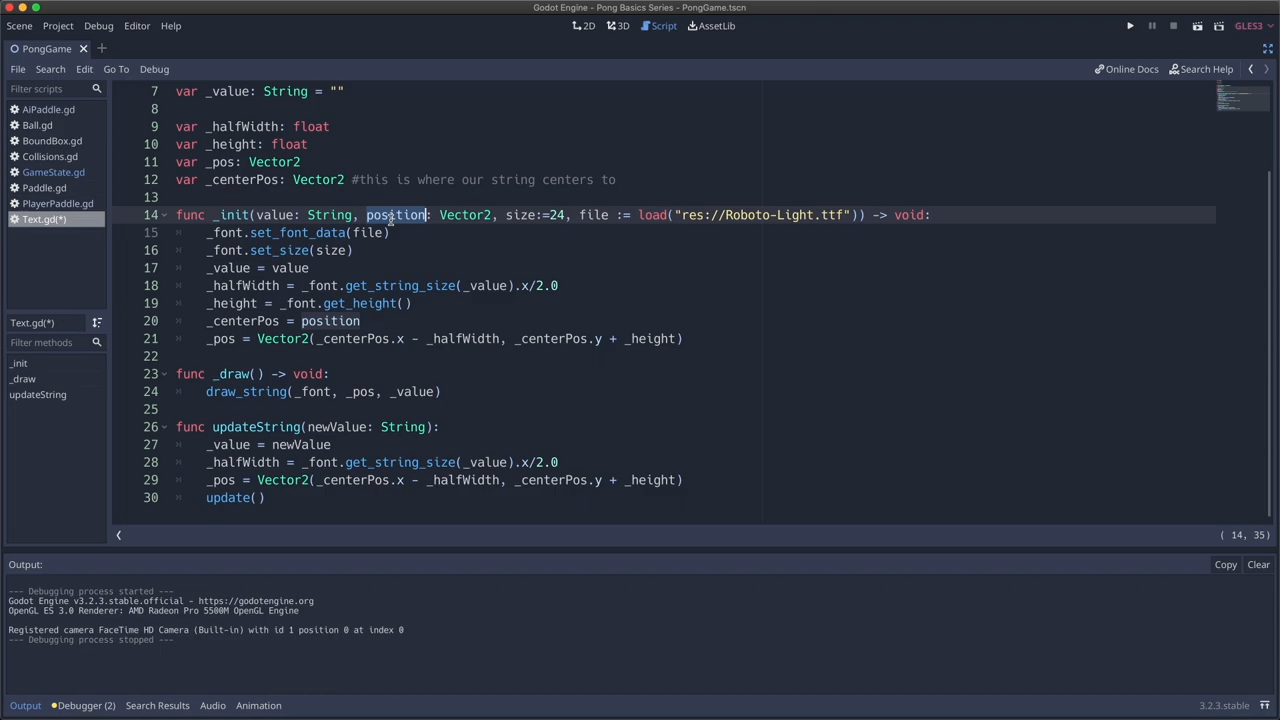 Godot Engine - Pong Basics Series - PongGame.tscn
Scene Project Debug Editor Help 2D 3D Script AssetLib GLES3
PongGame
File Search Edit Go To Debug Online Docs Search Help
Filter scripts
AiPaddle.gd
Ball.gd
BoundBox.gd
Collisions.gd
GameState.gd
Paddle.gd
PlayerPaddle.gd
Text.gd(*)
Text.gd(*)
Filter methods
_init
_draw
updateString
7 var _value: String = ""
8
9 var _halfWidth: float
10 var _height: float
11 var _pos: Vector2
12 var _centerPos: Vector2 #this is where our string centers to
13
14 func _init(value: String, position: Vector2, size:=24, file := load("res://Roboto-Light.ttf")) -> void:
15 _font.set_font_data(file)
16 _font.set_size(size)
17 _value = value
18 _halfWidth = _font.get_string_size(_value).x/2.0
19 _height = _font.get_height()
20 _centerPos = position
21 _pos = Vector2(_centerPos.x - _halfWidth, _centerPos.y + _height)
22
23 func _draw() -> void:
24 draw_string(_font, _pos, _value)
25
26 func updateString(newValue: String):
27 _value = newValue
28 _halfWidth = _font.get_string_size(_value).x/2.0
29 _pos = Vector2(_centerPos.x - _halfWidth, _centerPos.y + _height)
30 update()
( 14, 35)
Output: Copy Clear
--- Debugging process started ---
Godot Engine v3.2.3.stable.official - https://godotengine.org
OpenGL ES 3.0 Renderer: AMD Radeon Pro 5500M OpenGL Engine
Registered camera FaceTime HD Camera (Built-in) with id 1 position 0 at index 0
--- Debugging process stopped ---
Output Debugger (2) Search Results Audio Animation 3.2.3.stable